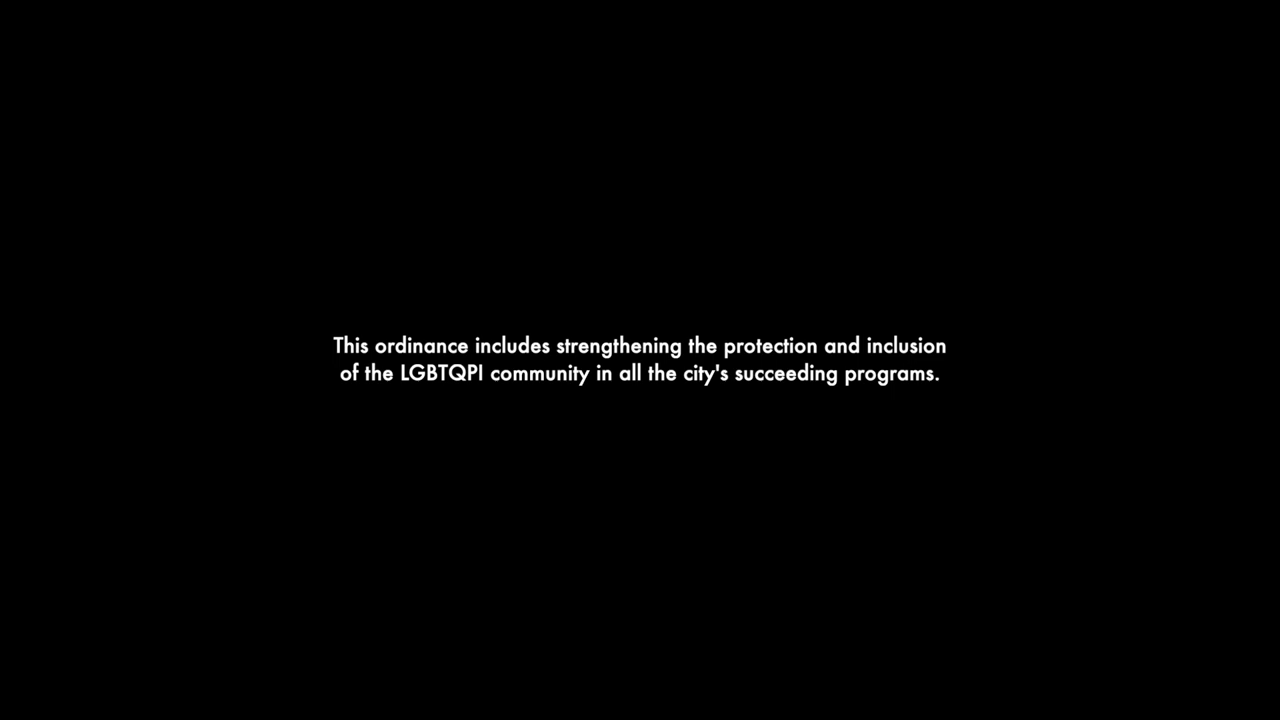 This ordinance includes strengthening the protection and inclusion
of the LGBTQPI community in all the city's succeeding programs.